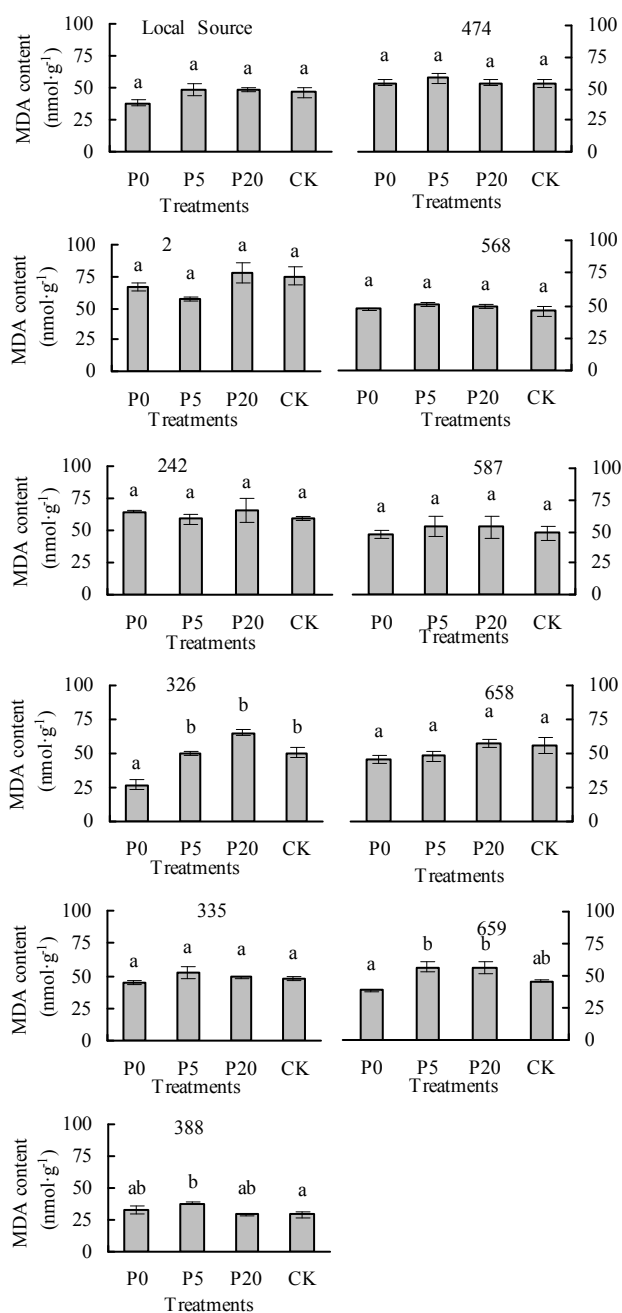 Local Source
474
MDA content
(nmol·g⁻¹)
100
75
50
25
0
a a a a
P0 P5 P20 CK
Treatments
a a a a
P0 P5 P20 CK
Treatments
100
75
50
25
0
2
568
MDA content
(nmol·g⁻¹)
100
75
50
25
0
a a a a
P0 P5 P20 CK
Treatments
a a a a
P0 P5 P20 CK
Treatments
100
75
50
25
0
242
587
MDA content
(nmol·g⁻¹)
100
75
50
25
0
a a a a
P0 P5 P20 CK
Treatments
a a a a
P0 P5 P20 CK
Treatments
100
75
50
25
0
326
658
MDA content
(nmol·g⁻¹)
100
75
50
25
0
a b b b
P0 P5 P20 CK
Treatments
a a a a
P0 P5 P20 CK
Treatments
100
75
50
25
0
335
659
MDA content
(nmol·g⁻¹)
100
75
50
25
0
a a a a
P0 P5 P20 CK
Treatments
a b b ab
P0 P5 P20 CK
Treatments
100
75
50
25
0
388
MDA content
(nmol·g⁻¹)
100
75
50
25
0
ab b ab a
P0 P5 P20 CK
Treatments